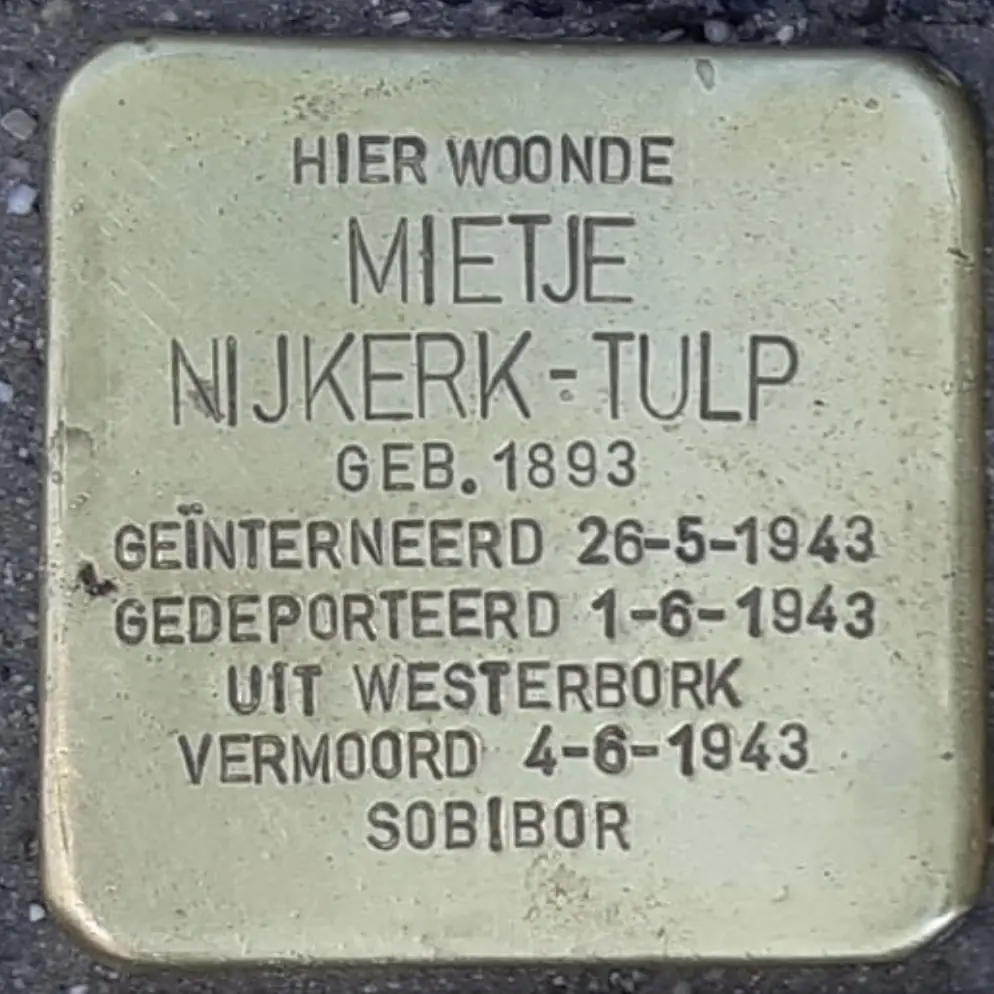 HIER WOONDE
MIETJE
NIJKERK-TULP
GEB. 1893
GEÏNTERNEERD 26-5-1943
GEDEPORTEERD 1-6-1943
UIT WESTERBORK
VERMOORD 4-6-1943
SOBIBOR